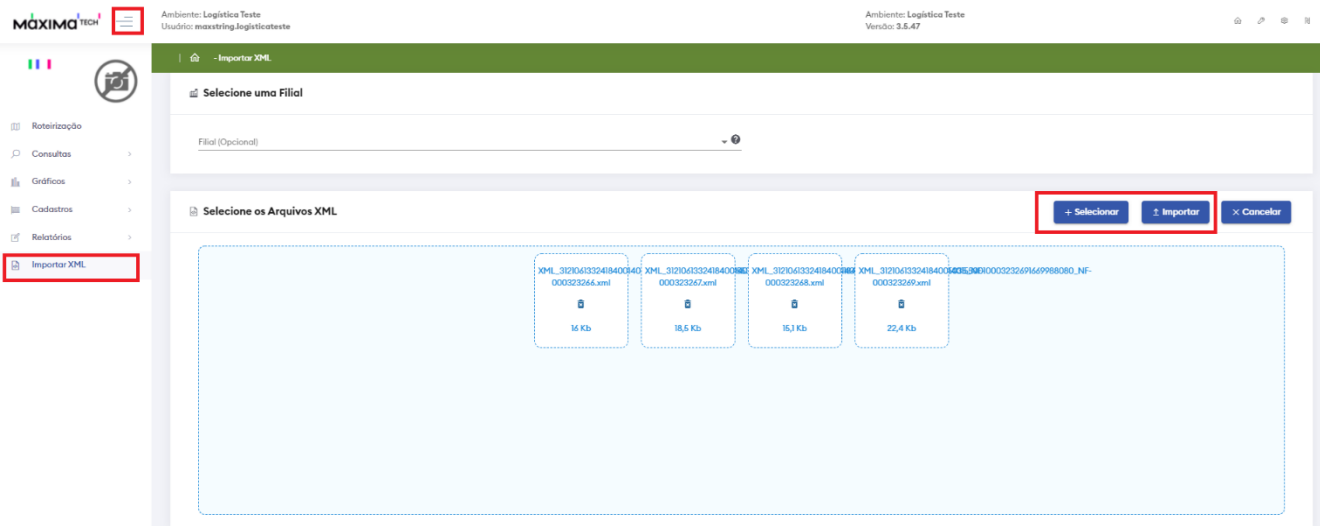 Ambiente: Logística Teste
Usuário: maxstring.logisticateste
Ambiente: Logística Teste
Versão: 3.5.47
MÁXIMA TECH
- Importar XML
Roteirização
Consultas
Gráficos
Cadastros
Relatórios
Importar XML
Selecione uma Filial
Filial (Opcional)
Selecione os Arquivos XML
+ Selecionar
Importar
× Cancelar
000323266.xml
16 Kb
000323267.xml
18,5 Kb
000323268.xml
15,1 Kb
000323269.xml
22,4 Kb